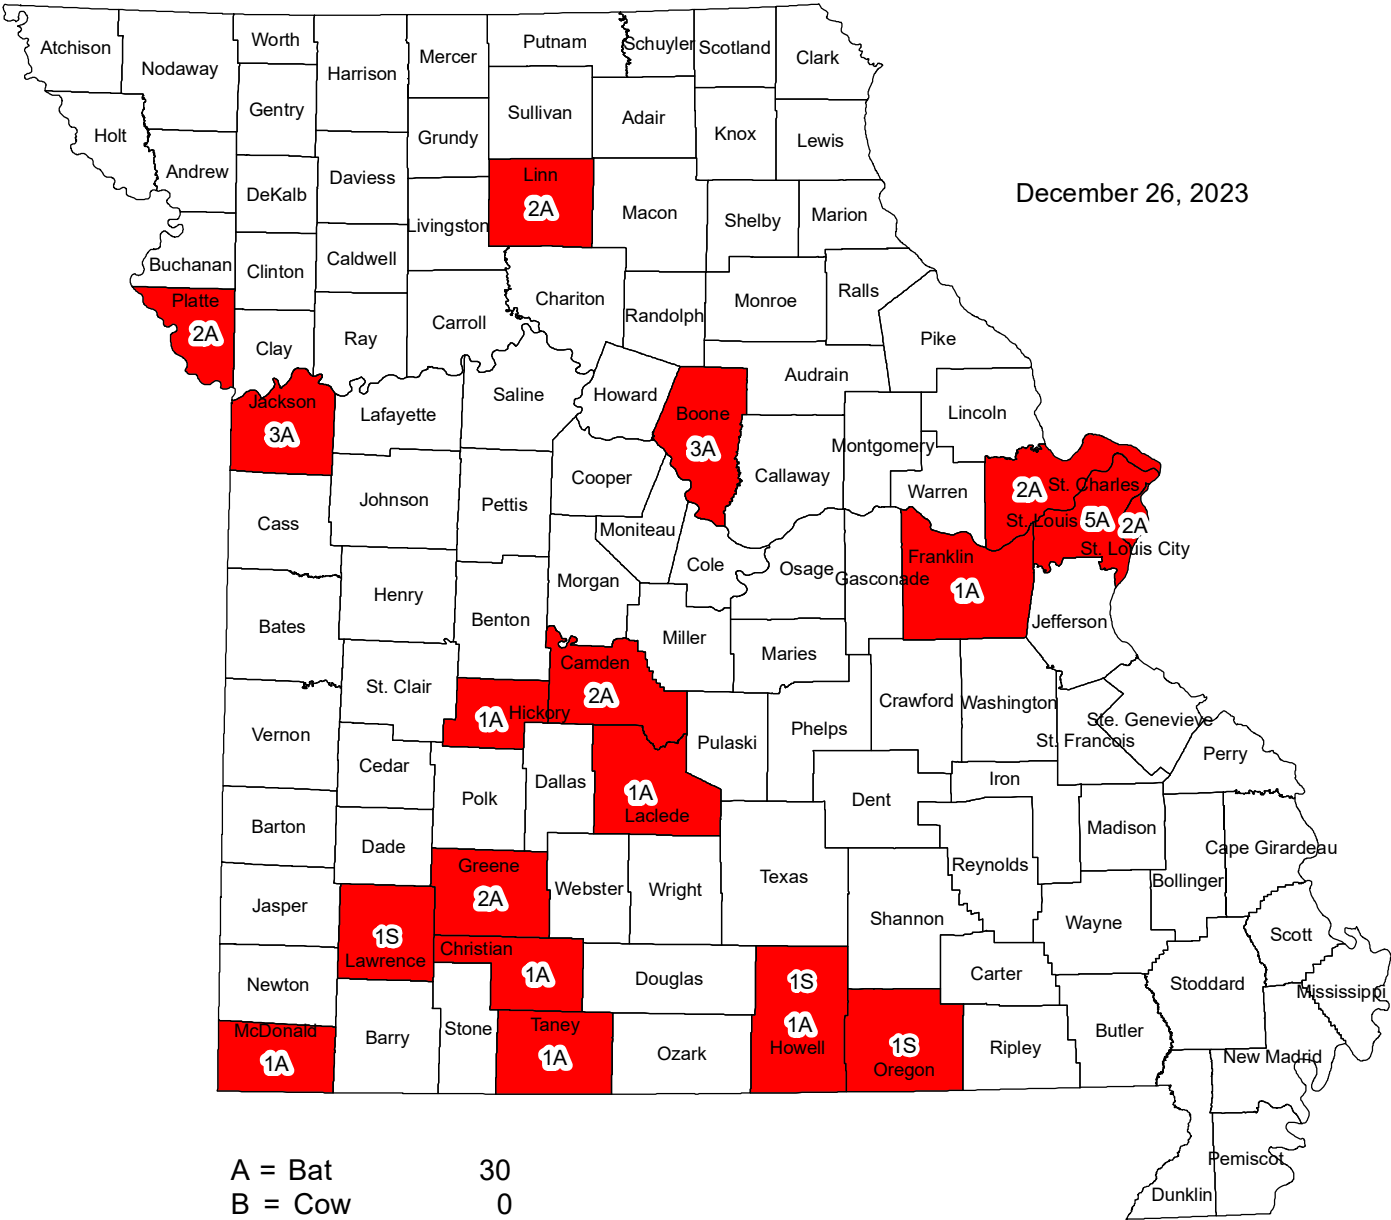 Atchison
Nodaway
Worth
Harrison
Mercer
Putnam
Schuyler
Scotland
Clark
Gentry
Sullivan
Adair
Knox
Lewis
Holt
Andrew
DeKalb
Daviess
Grundy
Linn
2A
Macon
Shelby
Marion
December 26, 2023
Livingston
Buchanan
Clinton
Caldwell
Chariton
Randolph
Monroe
Ralls
Platte
2A
Clay
Ray
Carroll
Pike
Jackson
3A
Lafayette
Saline
Howard
Boone
3A
Audrain
Lincoln
Montgomery
Callaway
Warren
2A
St. Charles
St. Louis
5A
2A
St. Louis City
Cass
Johnson
Pettis
Cooper
Moniteau
Cole
Osage
Gasconade
Franklin
1A
Jefferson
Bates
Henry
Benton
Morgan
Miller
Maries
Camden
2A
St. Clair
1A
Hickory
Pulaski
Phelps
Crawford
Washington
Ste. Genevieve
St. Francois
Perry
Vernon
Cedar
Polk
Dallas
1A
Laclede
Dent
Iron
Madison
Cape Girardeau
Bollinger
Barton
Dade
Greene
2A
Webster
Wright
Texas
Reynolds
Shannon
Wayne
Scott
Jasper
1S
Lawrence
Christian
1A
Douglas
1S
1A
Howell
Carter
Stoddard
Mississippi
Newton
McDonald
1A
Barry
Stone
Taney
1A
Ozark
1S
Oregon
Ripley
Butler
New Madrid
Pemiscot
Dunklin
A = Bat 30
B = Cow 0